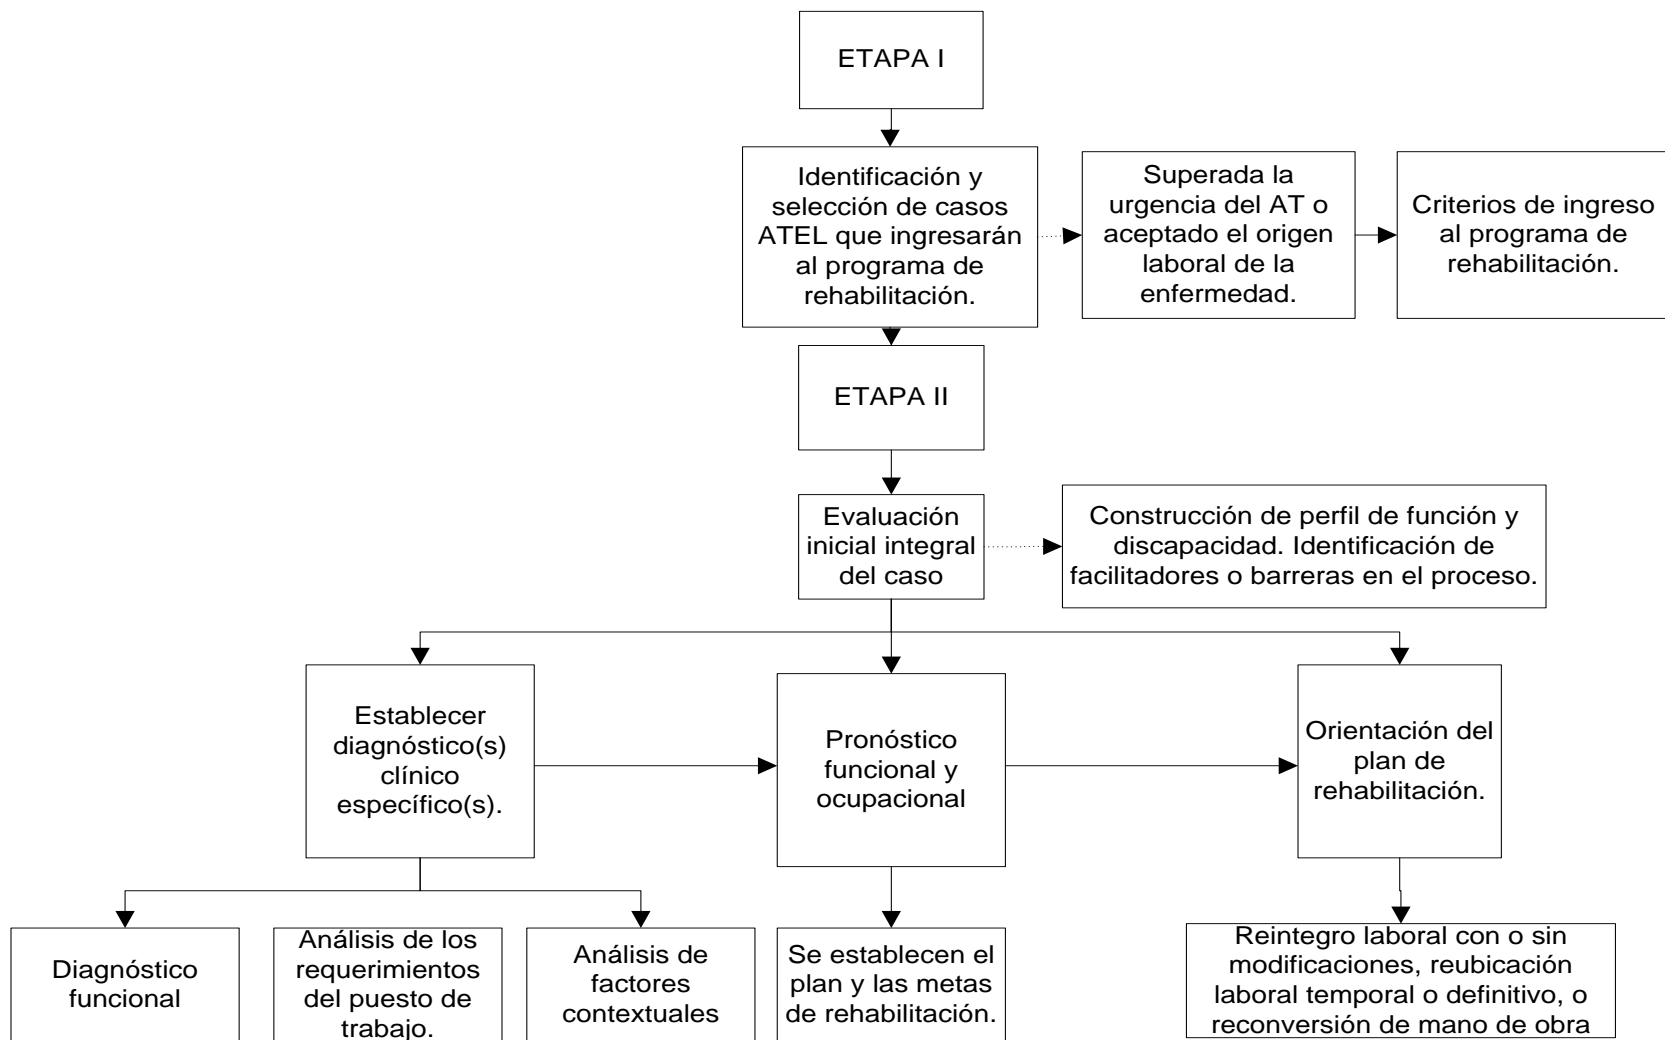 ETAPA I
Identificación y
selección de casos
ATEL que ingresarán
al programa de
rehabilitación.
Superada la
urgencia del AT o
aceptado el origen
laboral de la
enfermedad.
Criterios de ingreso
al programa de
rehabilitación.
ETAPA II
Evaluación
inicial integral
del caso
Construcción de perfil de función y
discapacidad. Identificación de
facilitadores o barreras en el proceso.
Establecer
diagnóstico(s)
clínico
específico(s).
Pronóstico
funcional y
ocupacional
Orientación del
plan de
rehabilitación.
Diagnóstico
funcional
Análisis de los
requerimientos
del puesto de
trabajo.
Análisis de
factores
contextuales
Se establecen el
plan y las metas
de rehabilitación.
Reintegro laboral con o sin
modificaciones, reubicación
laboral temporal o definitivo, o
reconversión de mano de obra